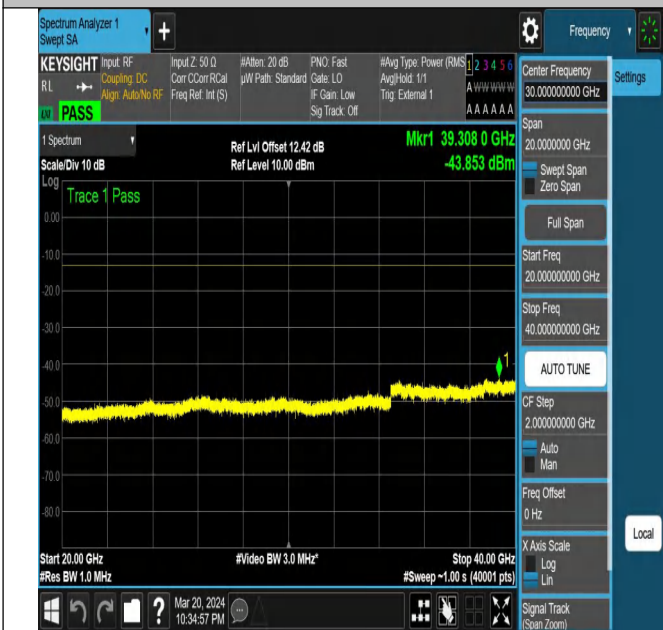 Spectrum Analyzer 1
Swept SA
+
Frequency
KEYSIGHT
RL
LXI
PASS
Input: RF
Coupling: DC
Align: Auto/No RF
Input Z: 50 Ω
Corr CCorr RCal
Freq Ref: Int (S)
#Atten: 20 dB
µW Path: Standard
PNO: Fast
Gate: LO
IF Gain: Low
Sig Track: Off
#Avg Type: Power (RMS
Avg|Hold: 1/1
Trig: External 1
1 2 3 4 5 6
A W W W W W
A A A A A A
1 Spectrum
Scale/Div 10 dB
Log
Ref Lvl Offset 12.42 dB
Ref Level 10.00 dBm
Mkr1 39.308 0 GHz
-43.853 dBm
Trace 1 Pass
0.00
-10.0
-20.0
-30.0
-40.0
-50.0
-60.0
-70.0
-80.0
1
Start 20.00 GHz
#Res BW 1.0 MHz
#Video BW 3.0 MHz*
Stop 40.00 GHz
#Sweep ~1.00 s (40001 pts)
?
Mar 20, 2024
10:34:57 PM
Center Frequency
30.000000000 GHz
Settings
Span
20.0000000 GHz
Swept Span
Zero Span
Full Span
Start Freq
20.000000000 GHz
Stop Freq
40.000000000 GHz
AUTO TUNE
CF Step
2.000000000 GHz
Auto
Man
Freq Offset
0 Hz
X Axis Scale
Log
Lin
Local
Signal Track
(Span Zoom)